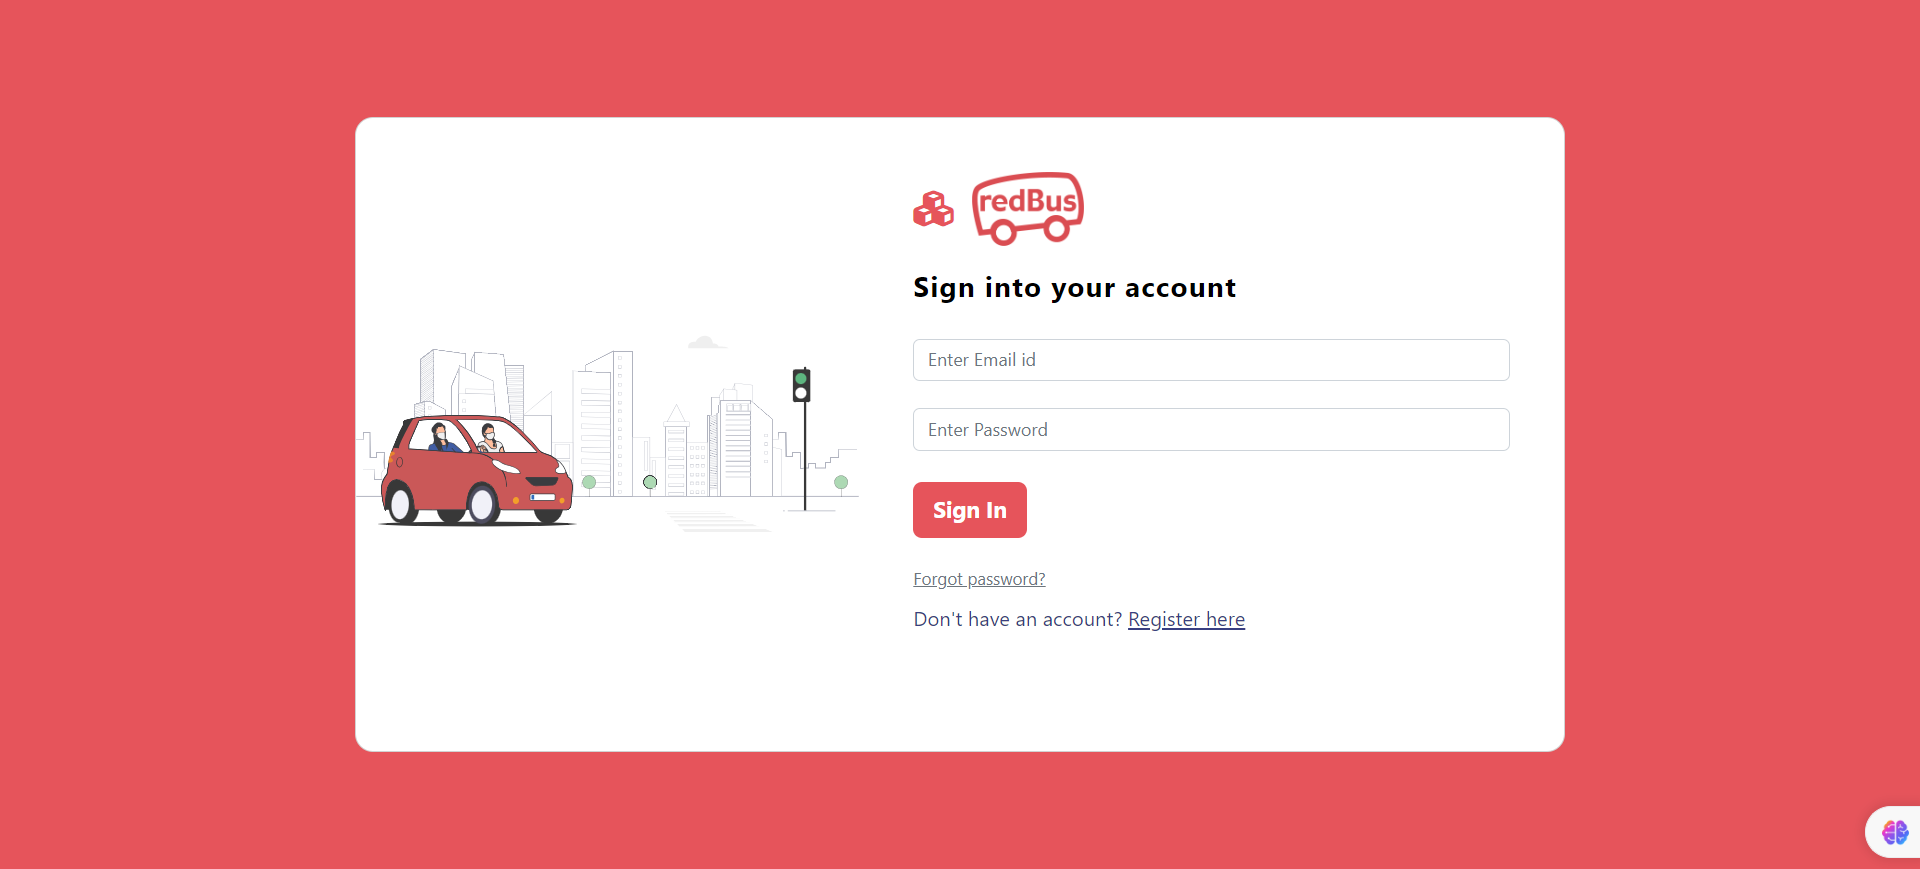 redBus
Sign into your account
Enter Email id
Enter Password
Sign In
Forgot password?
Don't have an account? Register here